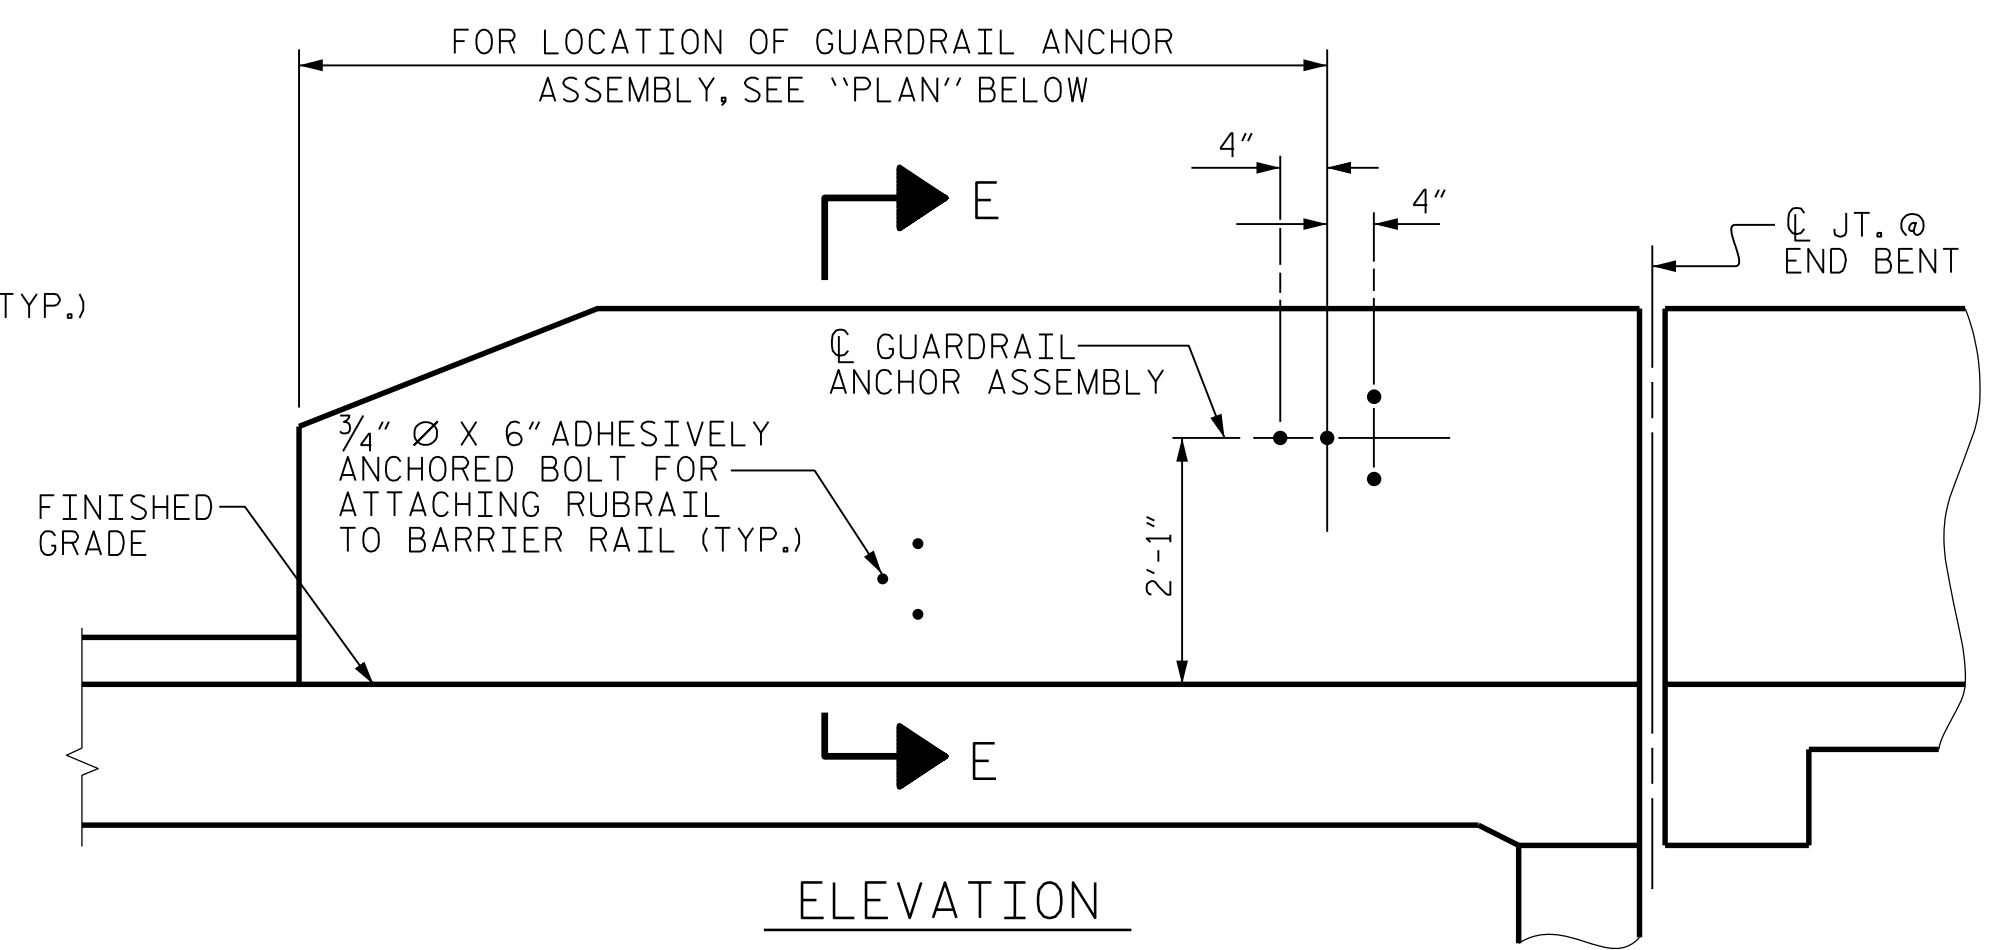 FOR LOCATION OF GUARDRAIL ANCHOR
ASSEMBLY, SEE "PLAN" BELOW
4"
E
4"
℄ JT. @
END BENT
TYP.)
℄ GUARDRAIL
ANCHOR ASSEMBLY
3/4" Ø X 6" ADHESIVELY
ANCHORED BOLT FOR
ATTACHING RUBRAIL
TO BARRIER RAIL (TYP.)
FINISHED
GRADE
2'-1"
E
ELEVATION